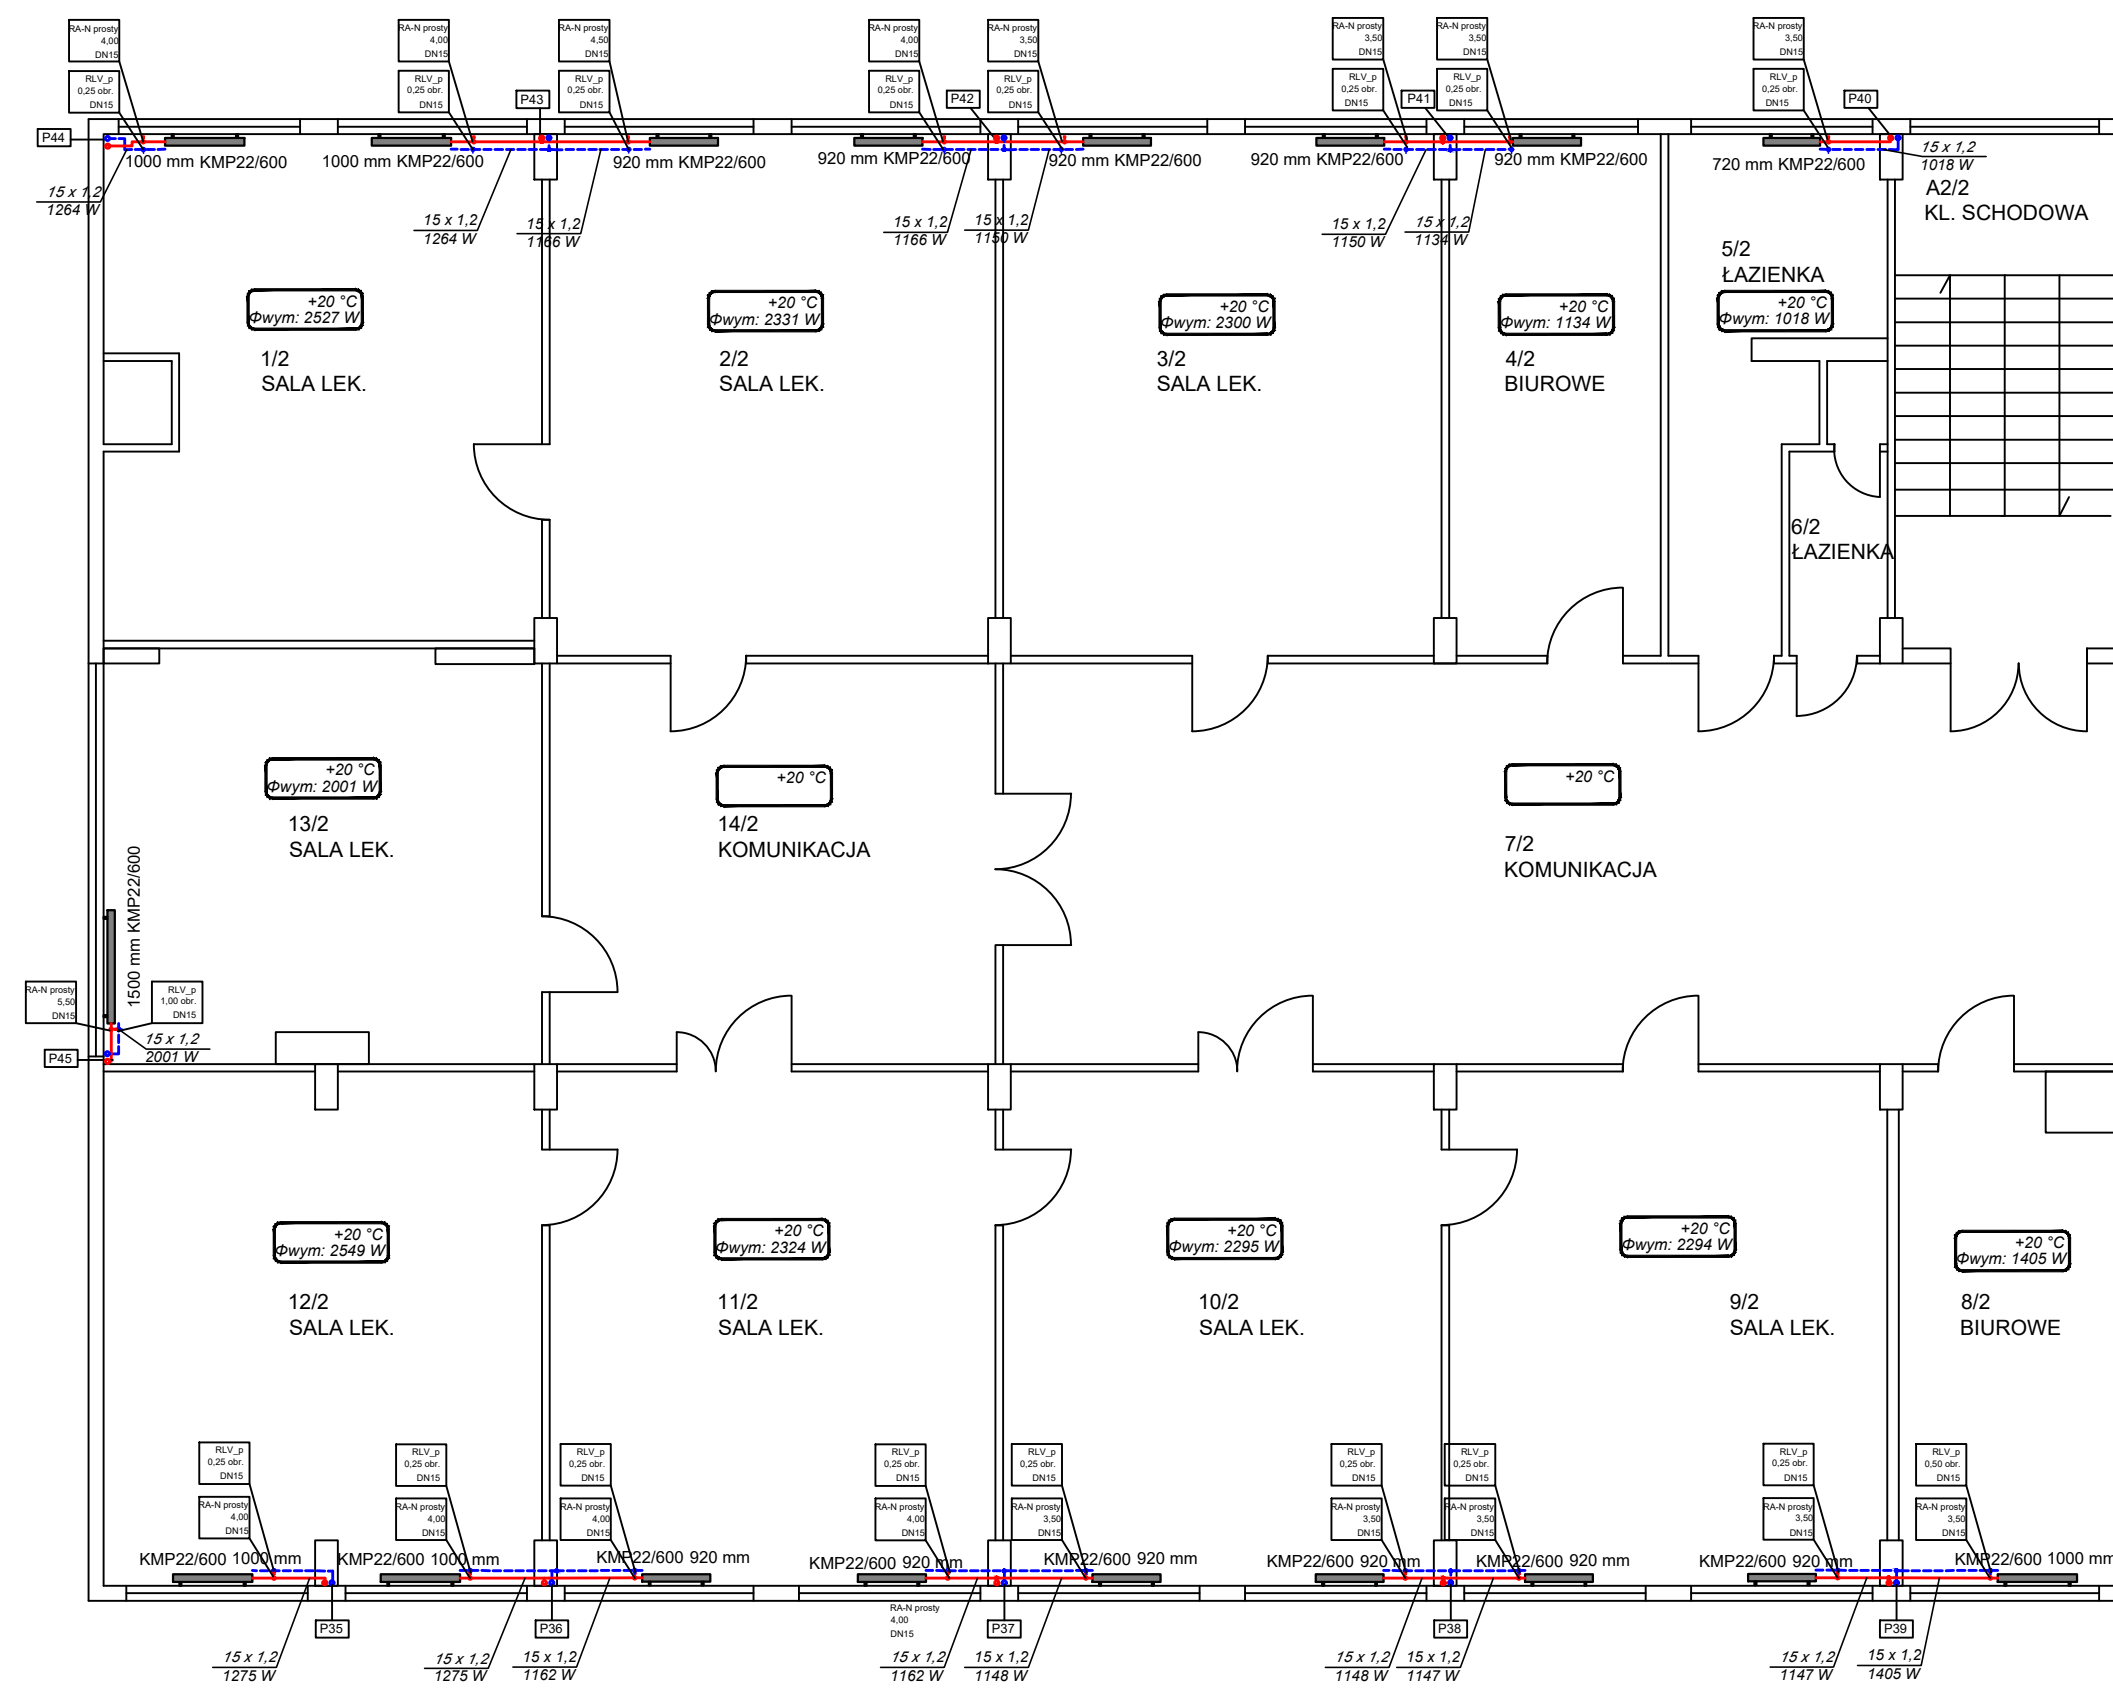 RA-N prosty
4,00
DN15
RLV_p
0,25 obr.
DN15
RA-N prosty
4,00
DN15
RLV_p
0,25 obr.
DN15
RA-N prosty
4,50
DN15
RLV_p
0,25 obr.
DN15
RA-N prosty
4,00
DN15
RLV_p
0,25 obr.
DN15
RA-N prosty
3,50
DN15
RLV_p
0,25 obr.
DN15
RA-N prosty
3,50
DN15
RLV_p
0,25 obr.
DN15
RA-N prosty
3,50
DN15
RLV_p
0,25 obr.
DN15
RA-N prosty
3,50
DN15
RLV_p
0,25 obr.
DN15
P44
P43
P42
P41
P40
1000 mm KMP22/600
1000 mm KMP22/600
920 mm KMP22/600
920 mm KMP22/600
920 mm KMP22/600
920 mm KMP22/600
920 mm KMP22/600
720 mm KMP22/600
15 x 1,2
1264 W
15 x 1,2
1264 W
15 x 1,2
1166 W
15 x 1,2
1166 W
15 x 1,2
1150 W
15 x 1,2
1150 W
15 x 1,2
1134 W
15 x 1,2
1018 W
A2/2
KL. SCHODOWA
+20 °C
Φwym: 2527 W
1/2
SALA LEK.
+20 °C
Φwym: 2331 W
2/2
SALA LEK.
+20 °C
Φwym: 2300 W
3/2
SALA LEK.
+20 °C
Φwym: 1134 W
4/2
BIUROWE
5/2
ŁAZIENKA
+20 °C
Φwym: 1018 W
6/2
ŁAZIENKA
+20 °C
Φwym: 2001 W
13/2
SALA LEK.
+20 °C
14/2
KOMUNIKACJA
+20 °C
7/2
KOMUNIKACJA
1500 mm KMP22/600
RA-N prosty
5,50
DN15
RLV_p
1,00 obr.
DN15
15 x 1,2
2001 W
P45
+20 °C
Φwym: 2549 W
12/2
SALA LEK.
+20 °C
Φwym: 2324 W
11/2
SALA LEK.
+20 °C
Φwym: 2295 W
10/2
SALA LEK.
+20 °C
Φwym: 2294 W
9/2
SALA LEK.
+20 °C
Φwym: 1405 W
8/2
BIUROWE
RLV_p
0,25 obr.
DN15
RA-N prosty
4,00
DN15
RLV_p
0,25 obr.
DN15
RA-N prosty
4,00
DN15
RLV_p
0,25 obr.
DN15
RA-N prosty
4,00
DN15
RLV_p
0,25 obr.
DN15
RA-N prosty
4,00
DN15
RLV_p
0,25 obr.
DN15
RA-N prosty
3,50
DN15
RLV_p
0,25 obr.
DN15
RA-N prosty
3,50
DN15
RLV_p
0,25 obr.
DN15
RA-N prosty
3,50
DN15
RLV_p
0,25 obr.
DN15
RA-N prosty
3,50
DN15
RLV_p
0,50 obr.
DN15
RA-N prosty
3,50
DN15
KMP22/600 1000 mm
KMP22/600 1000 mm
KMP22/600 920 mm
KMP22/600 920 mm
KMP22/600 920 mm
KMP22/600 920 mm
KMP22/600 920 mm
KMP22/600 920 mm
KMP22/600 1000 mm
RA-N prosty
4,00
DN15
P35
P36
P37
P38
P39
15 x 1,2
1275 W
15 x 1,2
1275 W
15 x 1,2
1162 W
15 x 1,2
1162 W
15 x 1,2
1148 W
15 x 1,2
1148 W
15 x 1,2
1147 W
15 x 1,2
1147 W
15 x 1,2
1405 W